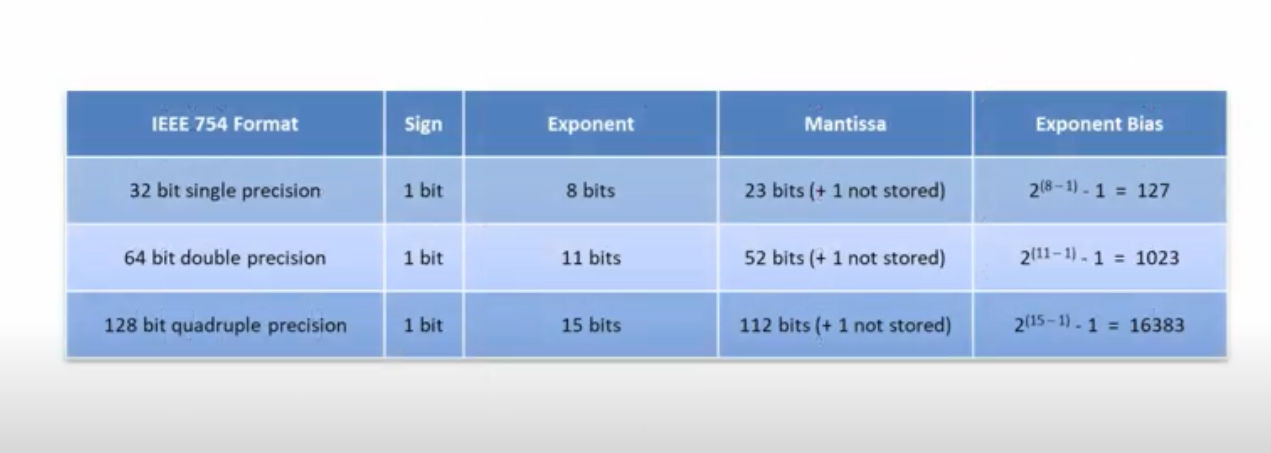 IEEE 754 Format Sign Exponent Mantissa Exponent Bias
32 bit single precision 1 bit 8 bits 23 bits (+ 1 not stored) 2⁽⁸⁻¹⁾ - 1 = 127
64 bit double precision 1 bit 11 bits 52 bits (+ 1 not stored) 2⁽¹¹⁻¹⁾ - 1 = 1023
128 bit quadruple precision 1 bit 15 bits 112 bits (+ 1 not stored) 2⁽¹⁵⁻¹⁾ - 1 = 16383